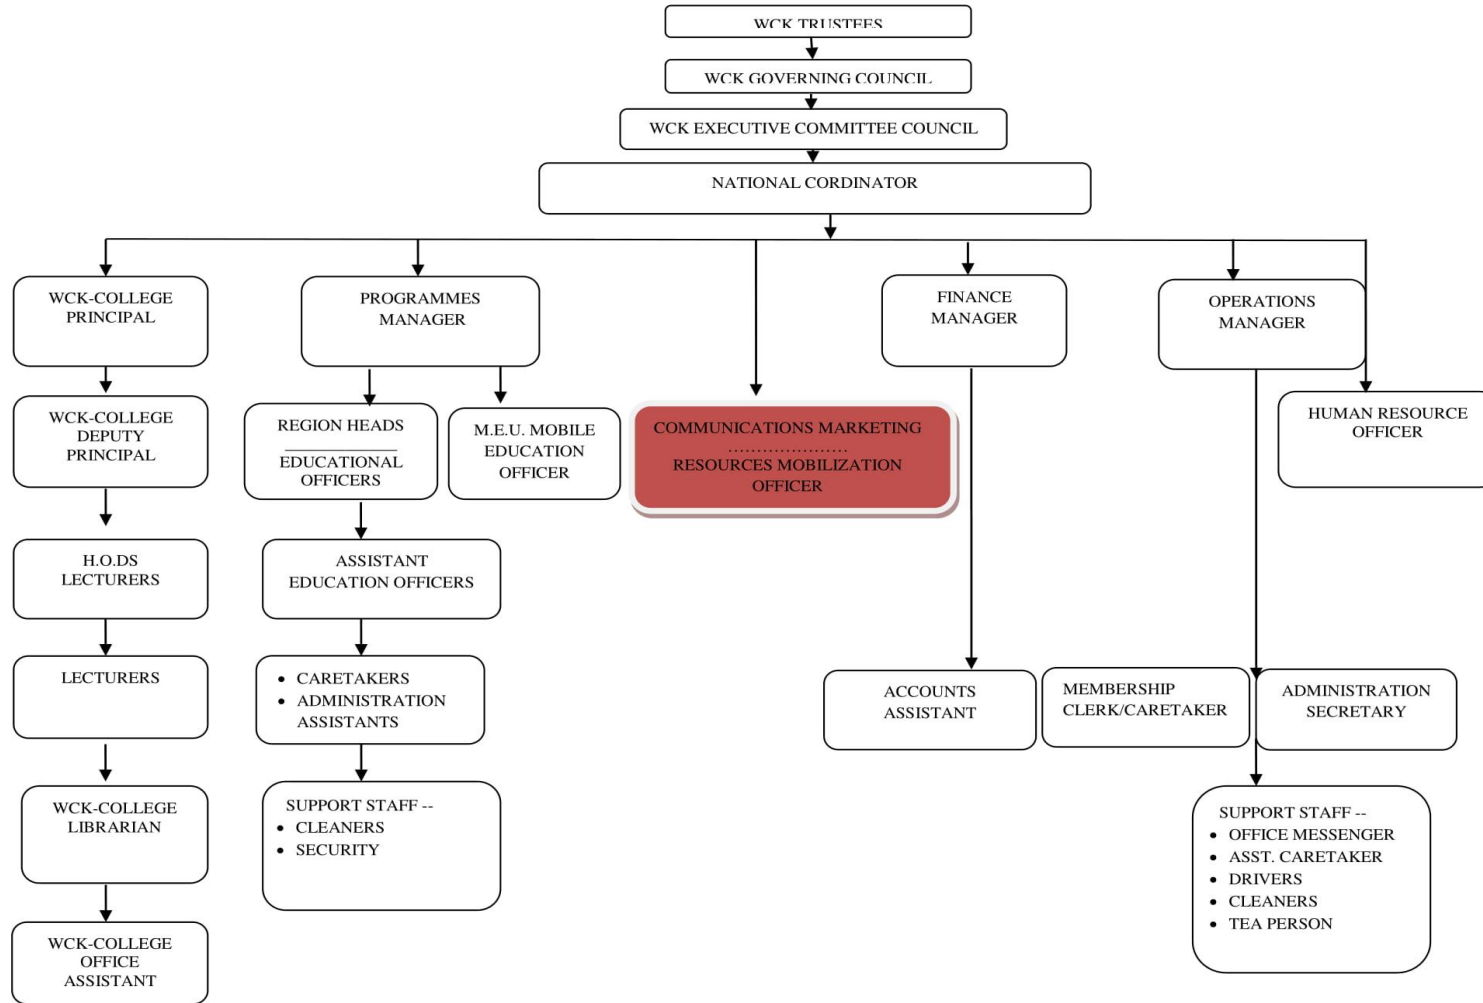 WCK TRUSTEES
WCK GOVERNING COUNCIL
WCK EXECUTIVE COMMITTEE COUNCIL
NATIONAL CORDINATOR
WCK-COLLEGE
PRINCIPAL
PROGRAMMES
MANAGER
FINANCE
MANAGER
OPERATIONS
MANAGER
WCK-COLLEGE
DEPUTY
PRINCIPAL
REGION HEADS
EDUCATIONAL
OFFICERS
M.E.U. MOBILE
EDUCATION
OFFICER
COMMUNICATIONS MARKETING
.....................
RESOURCES MOBILIZATION
OFFICER
HUMAN RESOURCE
OFFICER
H.O.DS
LECTURERS
ASSISTANT
EDUCATION OFFICERS
LECTURERS
• CARETAKERS
• ADMINISTRATION
ASSISTANTS
ACCOUNTS
ASSISTANT
MEMBERSHIP
CLERK/CARETAKER
ADMINISTRATION
SECRETARY
WCK-COLLEGE
LIBRARIAN
SUPPORT STAFF --
• CLEANERS
• SECURITY
SUPPORT STAFF --
• OFFICE MESSENGER
• ASST. CARETAKER
• DRIVERS
• CLEANERS
• TEA PERSON
WCK-COLLEGE
OFFICE
ASSISTANT